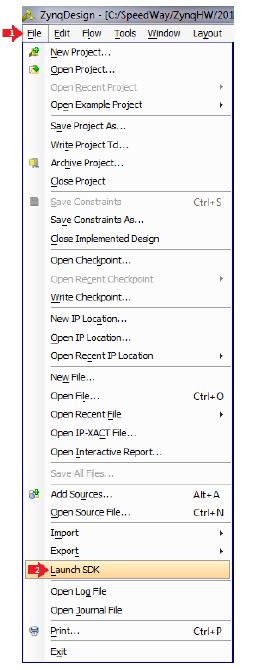 ZynqDesign - [C:/SpeedWay/ZynqHW/201
1 File Edit Flow Tools Window Layout
New Project...
Open Project...
Open Recent Project
Open Example Project
Save Project As...
Write Project Tcl...
Archive Project...
Close Project
Save Constraints Ctrl+S
Save Constraints As...
Close Implemented Design
Open Checkpoint...
Open Recent Checkpoint
Write Checkpoint...
New IP Location...
Open IP Location...
Open Recent IP Location
New File...
Open File... Ctrl+O
Open Recent File
Open IP-XACT File...
Open Interactive Report...
Save All Files...
Add Sources... Alt+A
Open Source File... Ctrl+N
Import
Export
2 Launch SDK
Open Log File
Open Journal File
Print... Ctrl+P
Exit